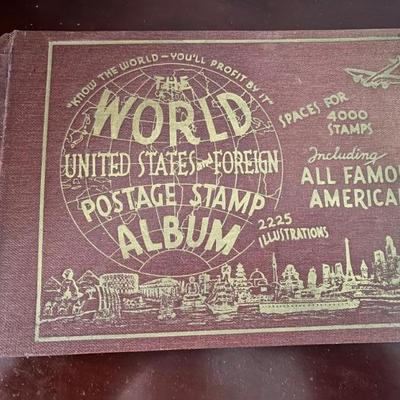 "KNOW THE WORLD — YOU'LL PROFIT BY IT"
THE
WORLD
UNITED STATES and FOREIGN
POSTAGE STAMP
ALBUM
2225
ILLUSTRATIONS
SPACES FOR
4000
STAMPS
Including
ALL FAMO
AMERICA